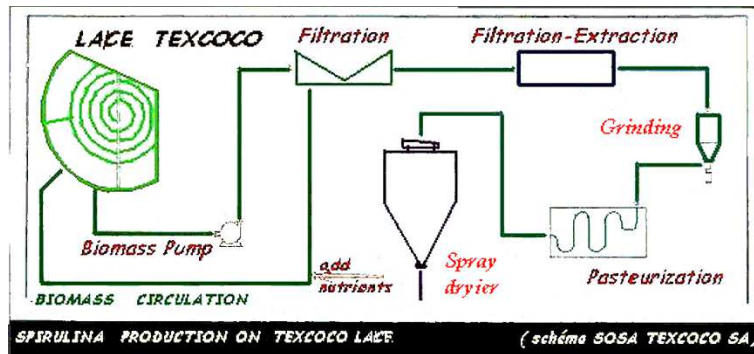 LAKE TEXCOCO
Filtration
Filtration-Extraction
Grinding
Biomass Pump
add
nutrients
Spray
dryier
Pasteurization
BIOMASS CIRCULATION
SPIRULINA PRODUCTION ON TEXCOCO LAKE
(schéma SOSA TEXCOCO SA)